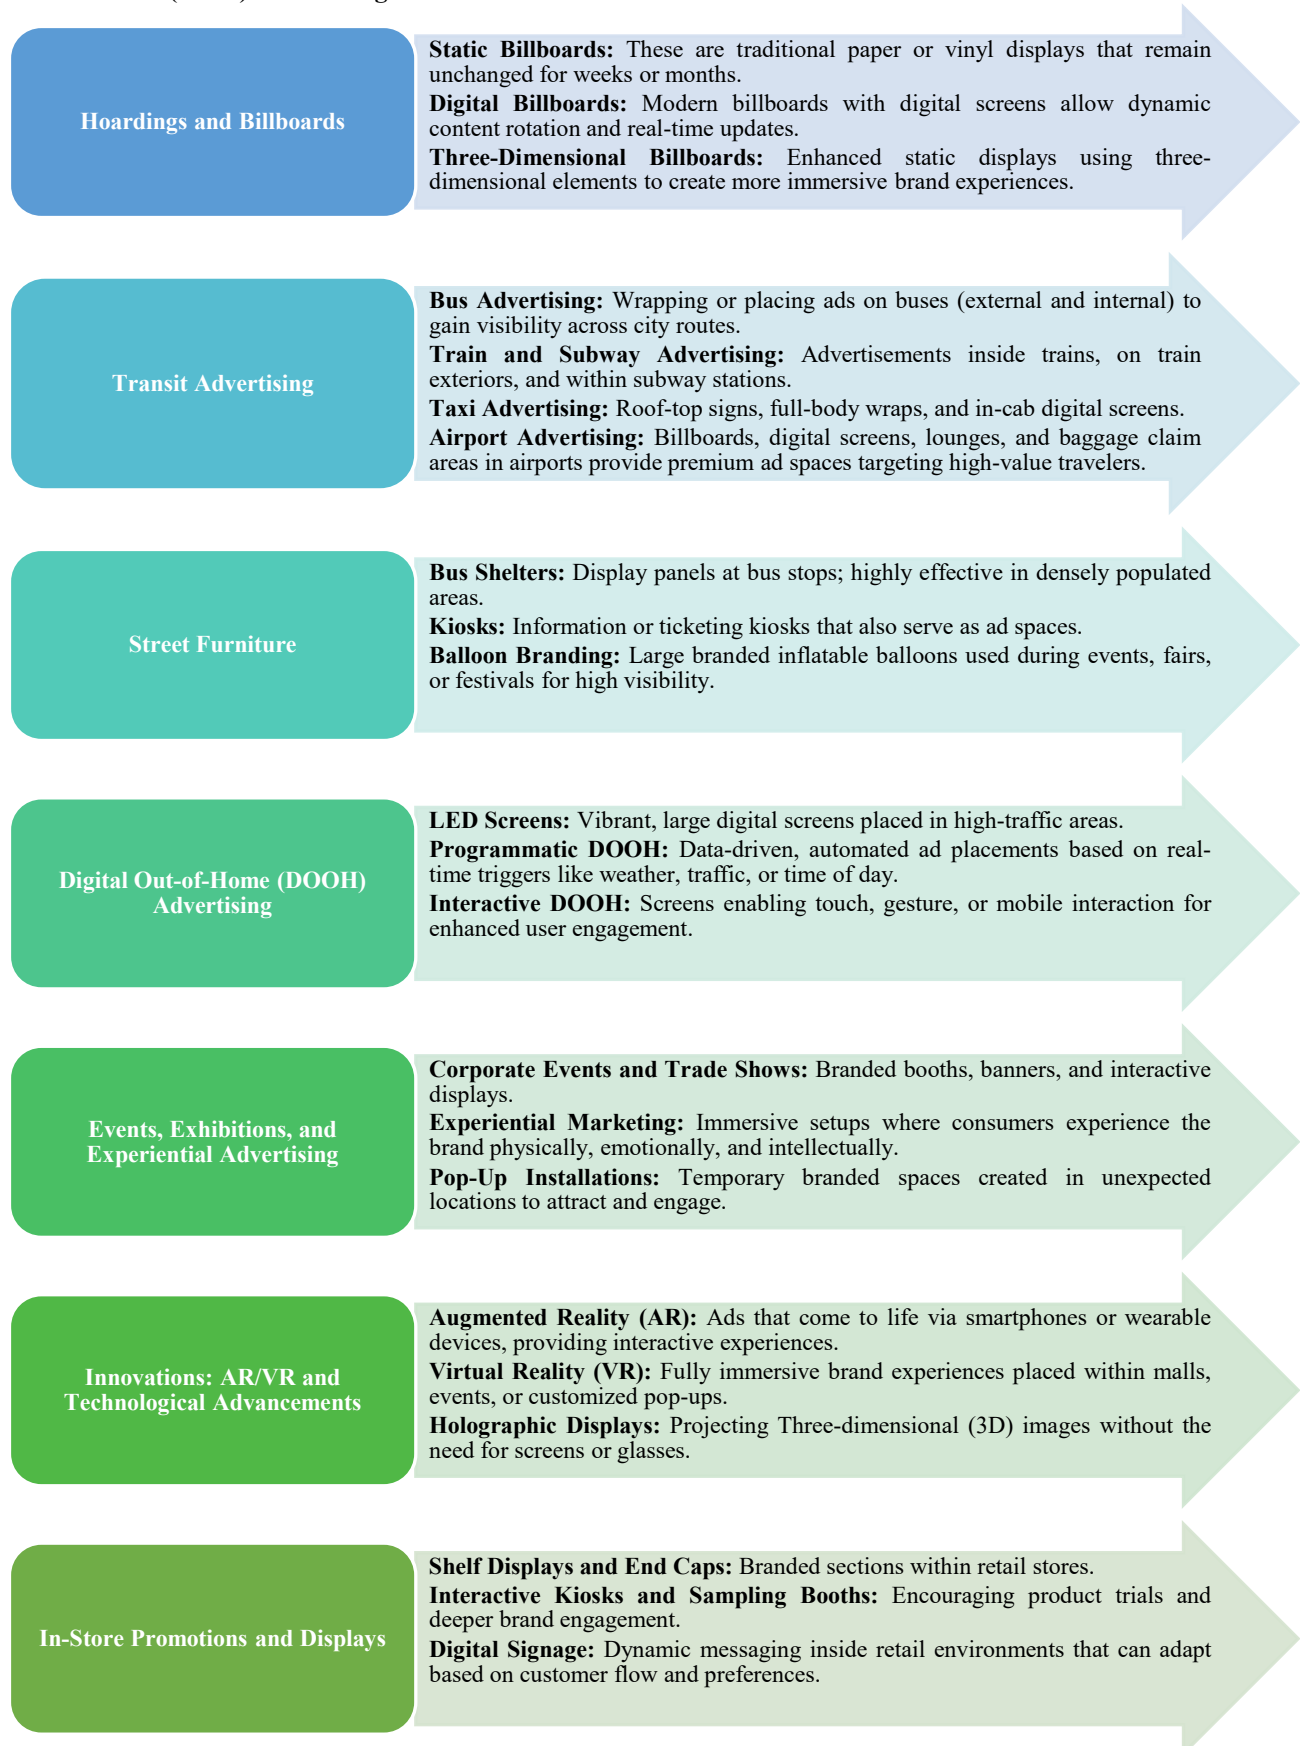 Hoardings and Billboards
Static Billboards: These are traditional paper or vinyl displays that remain
unchanged for weeks or months.
Digital Billboards: Modern billboards with digital screens allow dynamic
content rotation and real-time updates.
Three-Dimensional Billboards: Enhanced static displays using three-
dimensional elements to create more immersive brand experiences.
Transit Advertising
Bus Advertising: Wrapping or placing ads on buses (external and internal) to
gain visibility across city routes.
Train and Subway Advertising: Advertisements inside trains, on train
exteriors, and within subway stations.
Taxi Advertising: Roof-top signs, full-body wraps, and in-cab digital screens.
Airport Advertising: Billboards, digital screens, lounges, and baggage claim
areas in airports provide premium ad spaces targeting high-value travelers.
Street Furniture
Bus Shelters: Display panels at bus stops; highly effective in densely populated
areas.
Kiosks: Information or ticketing kiosks that also serve as ad spaces.
Balloon Branding: Large branded inflatable balloons used during events, fairs,
or festivals for high visibility.
Digital Out-of-Home (DOOH)
Advertising
LED Screens: Vibrant, large digital screens placed in high-traffic areas.
Programmatic DOOH: Data-driven, automated ad placements based on real-
time triggers like weather, traffic, or time of day.
Interactive DOOH: Screens enabling touch, gesture, or mobile interaction for
enhanced user engagement.
Events, Exhibitions, and
Experiential Advertising
Corporate Events and Trade Shows: Branded booths, banners, and interactive
displays.
Experiential Marketing: Immersive setups where consumers experience the
brand physically, emotionally, and intellectually.
Pop-Up Installations: Temporary branded spaces created in unexpected
locations to attract and engage.
Innovations: AR/VR and
Technological Advancements
Augmented Reality (AR): Ads that come to life via smartphones or wearable
devices, providing interactive experiences.
Virtual Reality (VR): Fully immersive brand experiences placed within malls,
events, or customized pop-ups.
Holographic Displays: Projecting Three-dimensional (3D) images without the
need for screens or glasses.
In-Store Promotions and Displays
Shelf Displays and End Caps: Branded sections within retail stores.
Interactive Kiosks and Sampling Booths: Encouraging product trials and
deeper brand engagement.
Digital Signage: Dynamic messaging inside retail environments that can adapt
based on customer flow and preferences.